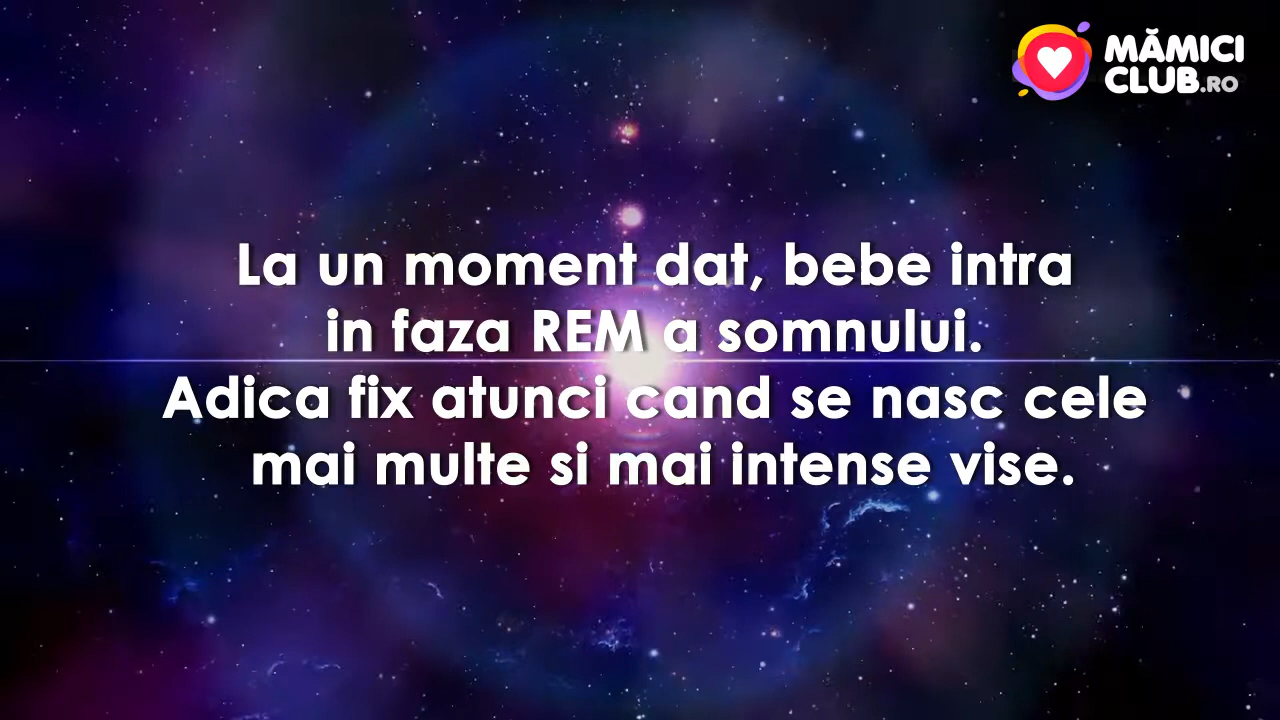 MĂMICI
CLUB.RO
La un moment dat, bebe intra
in faza REM a somnului.
Adica fix atunci cand se nasc cele
mai multe si mai intense vise.